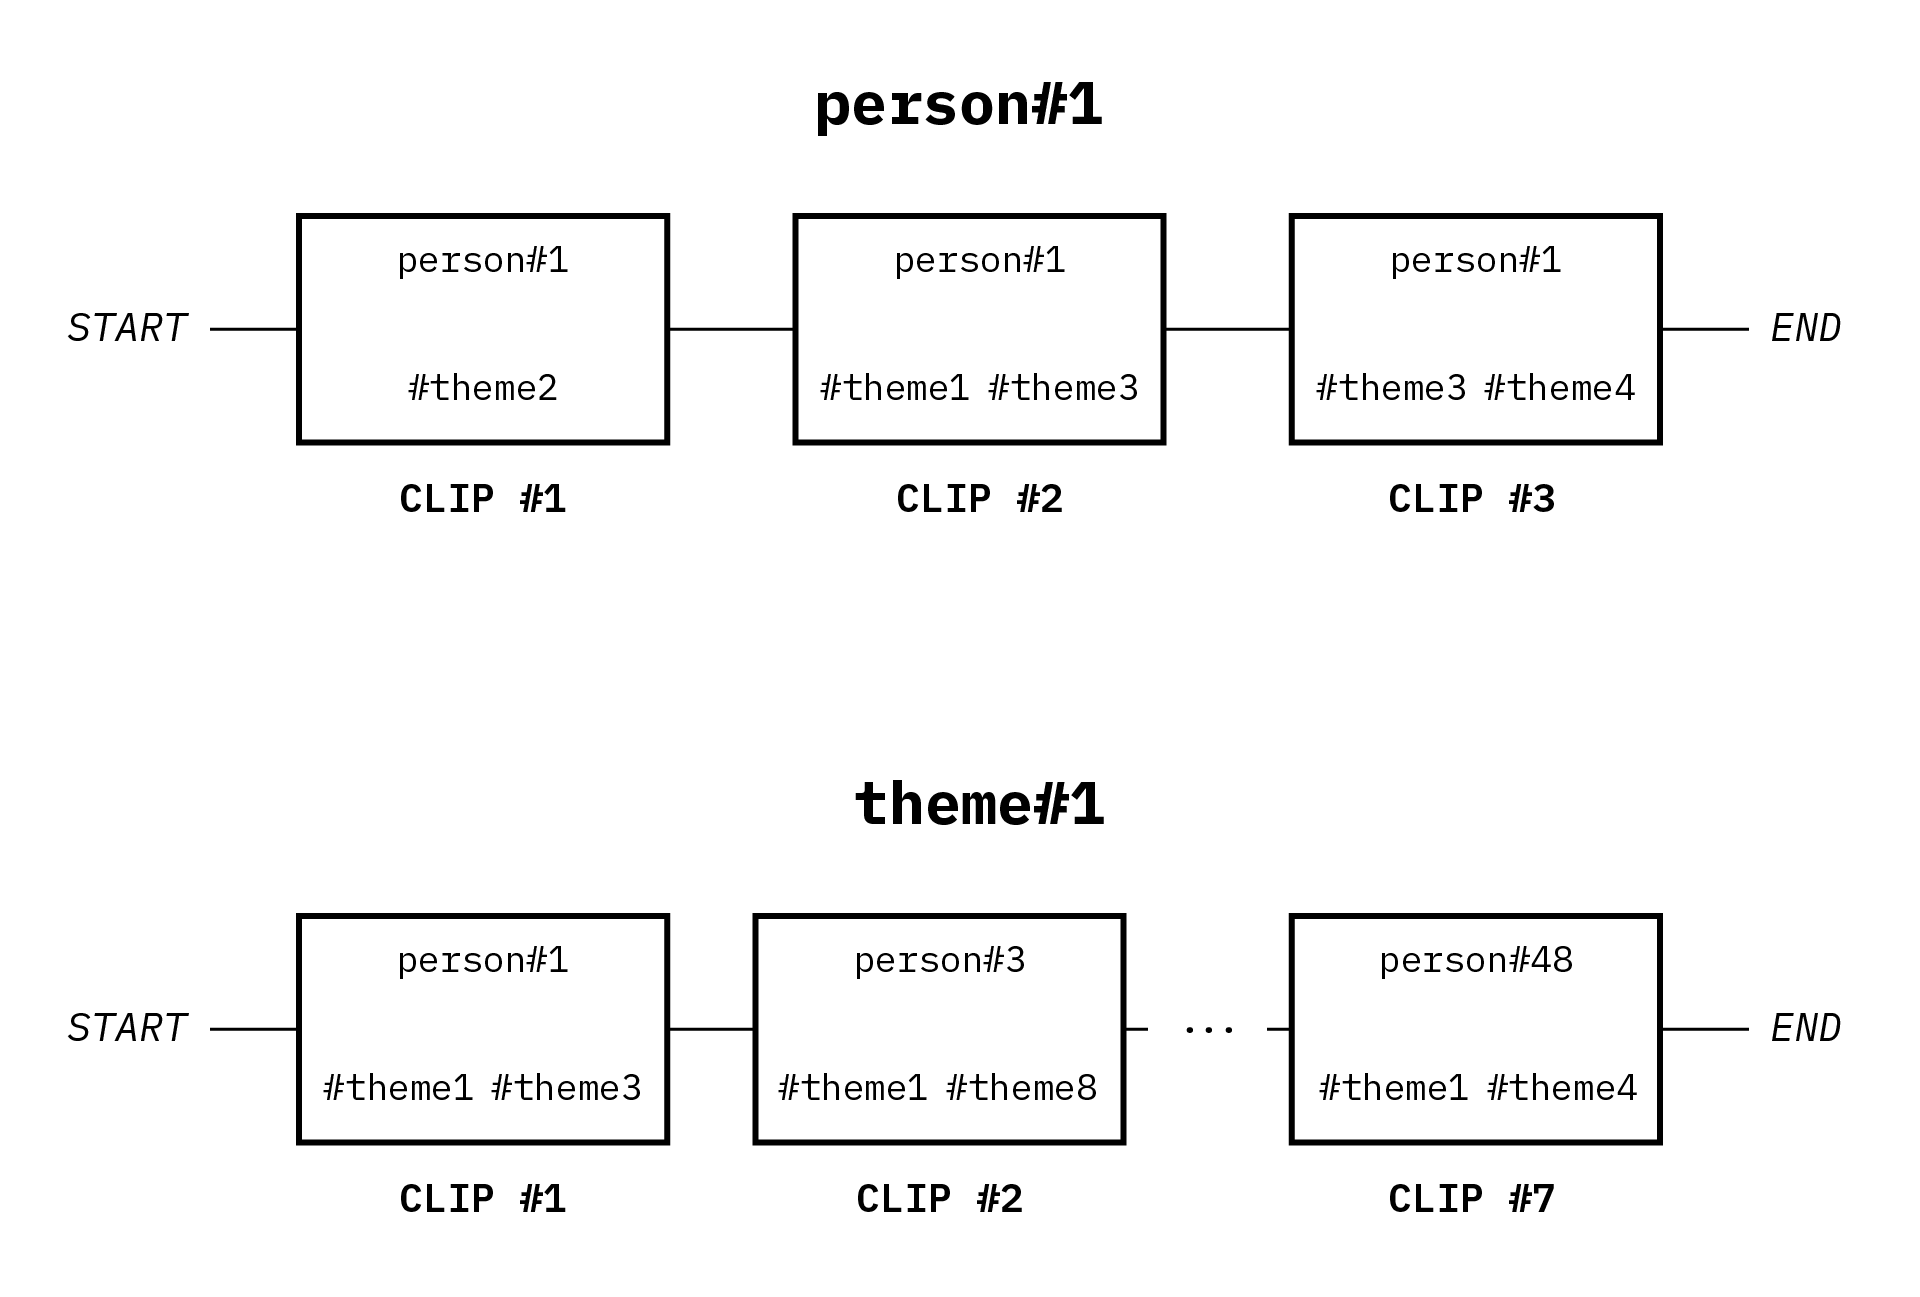 person#1
person#1 person#1 person#1
START END
#theme2 #theme1 #theme3 #theme3 #theme4
CLIP #1 CLIP #2 CLIP #3
theme#1
person#1 person#3 person#48
START ... END
#theme1 #theme3 #theme1 #theme8 #theme1 #theme4
CLIP #1 CLIP #2 CLIP #7